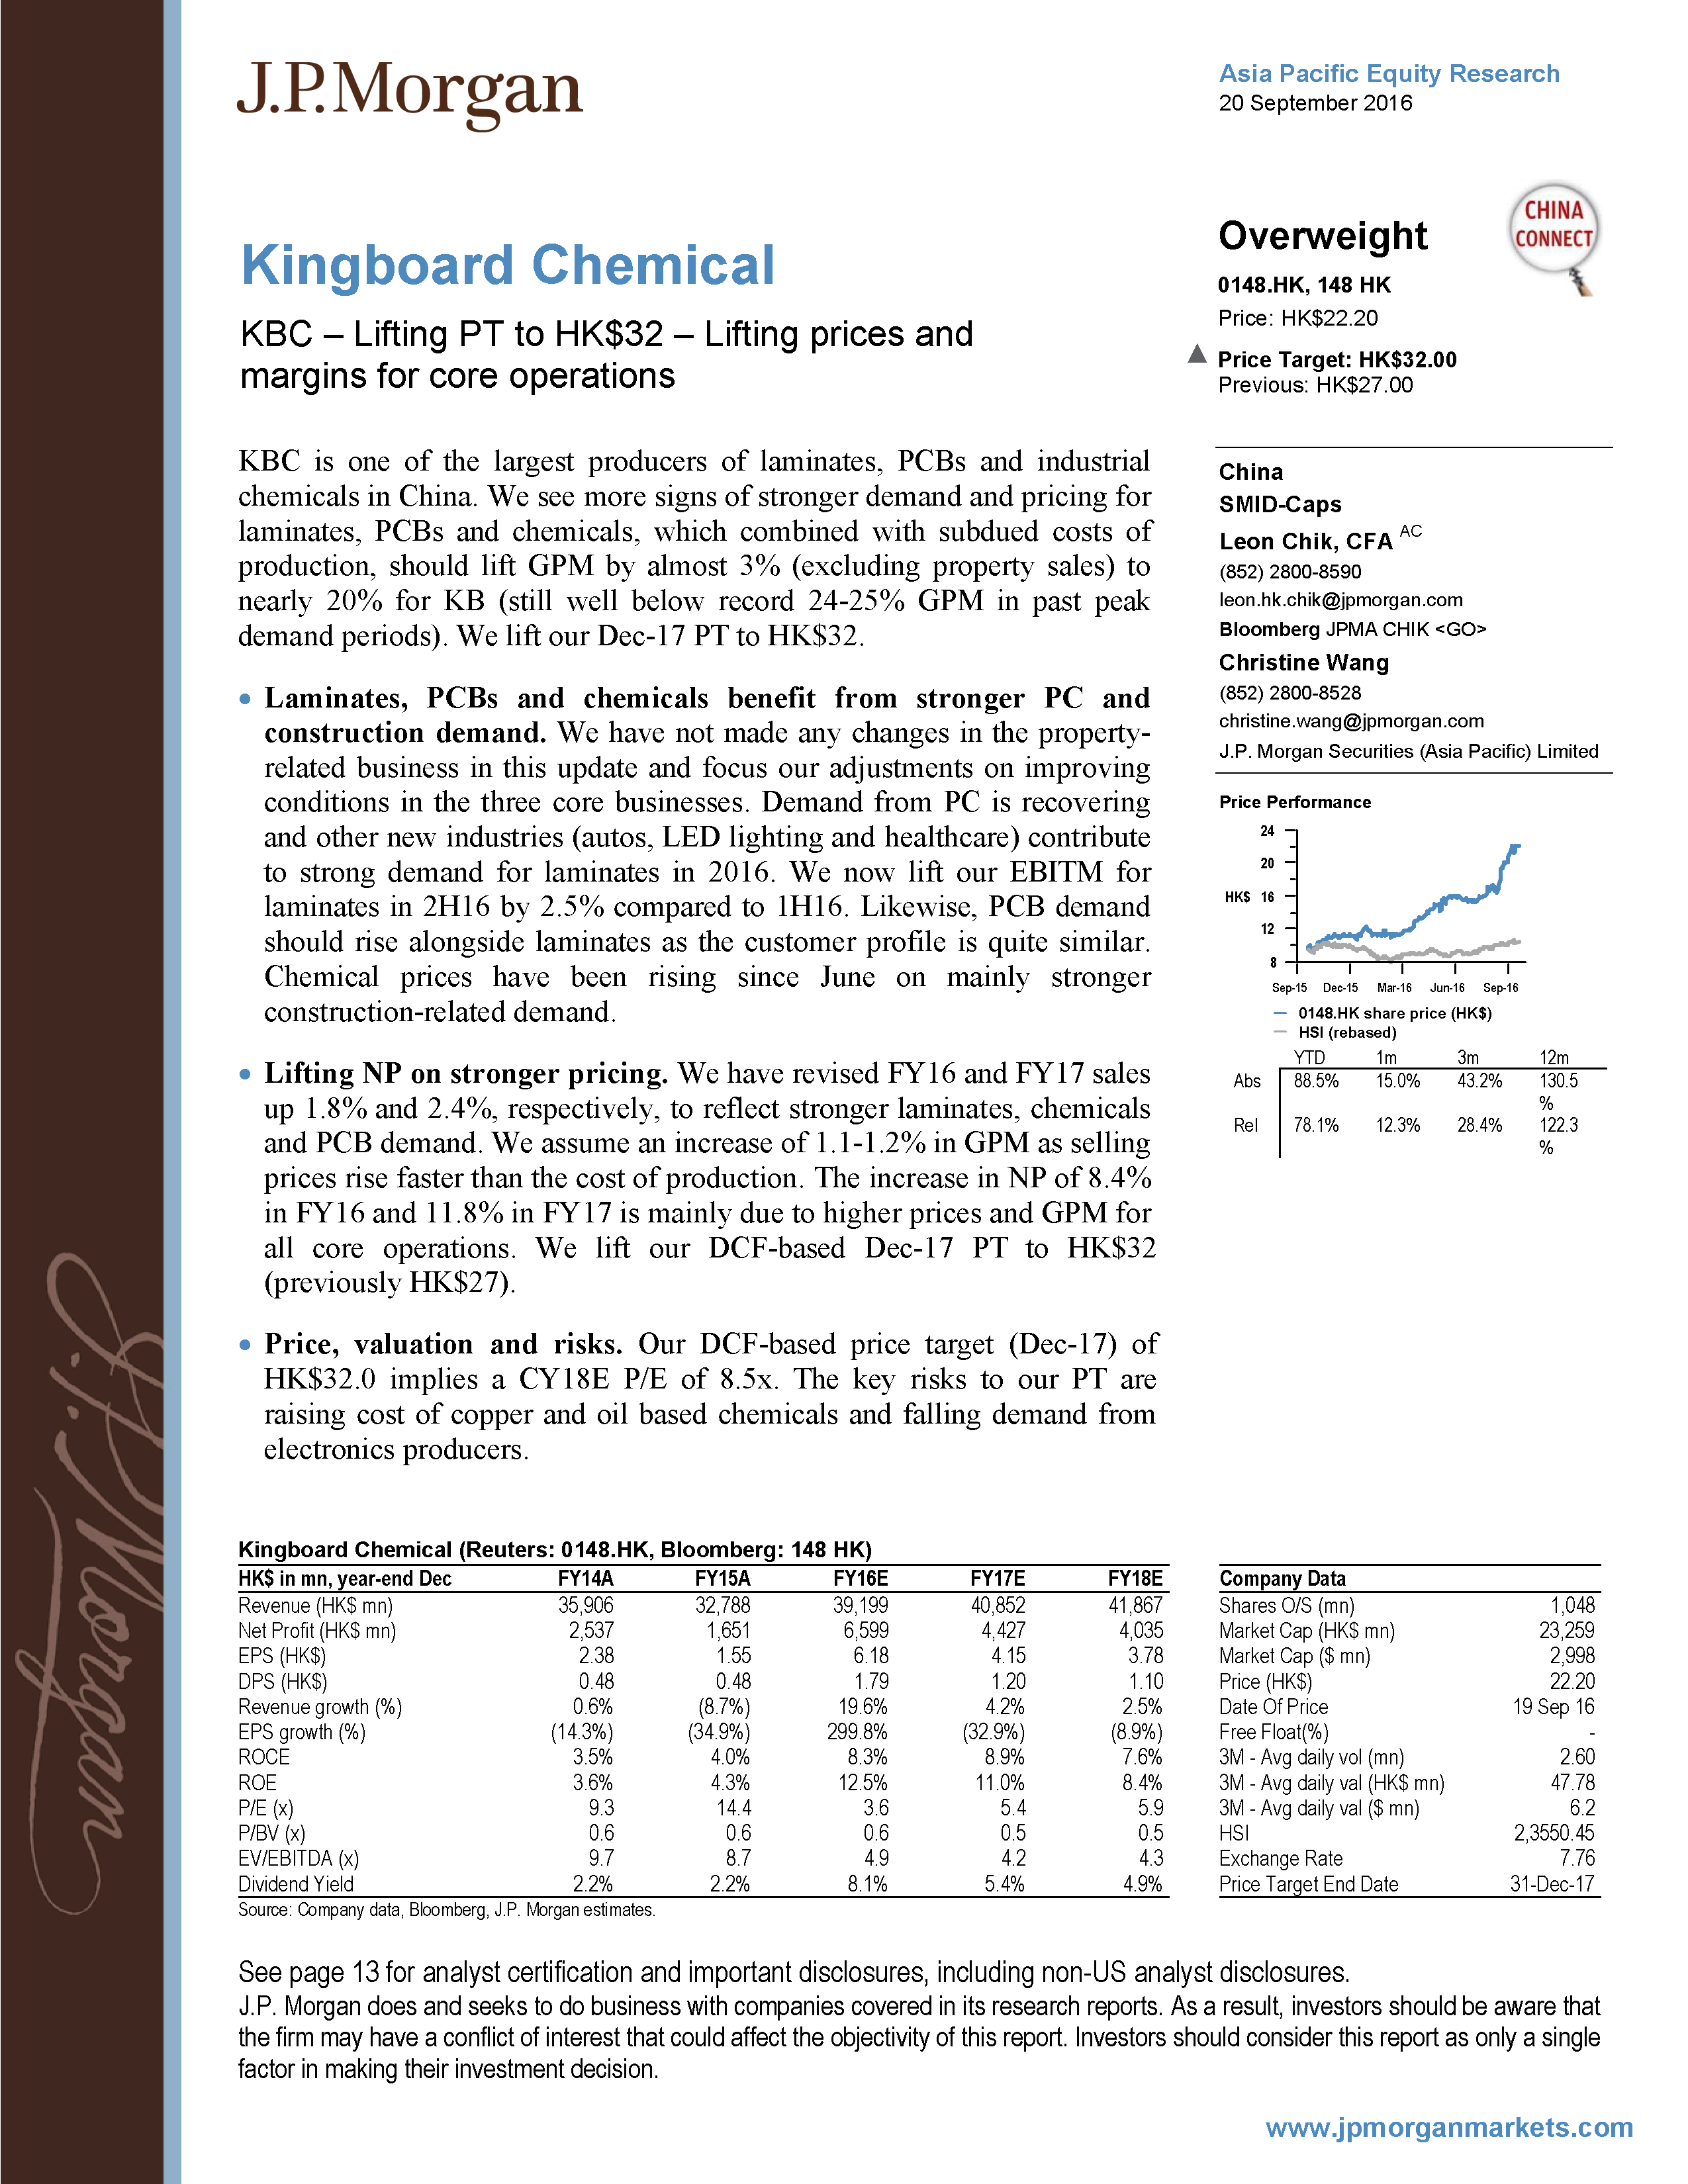 J.P.Morgan
Asia Pacific Equity Research
20 September 2016
Kingboard Chemical
KBC – Lifting PT to HK$32 – Lifting prices and
margins for core operations
Overweight
CHINA
CONNECT
0148.HK, 148 HK
Price: HK$22.20
▲ Price Target: HK$32.00
Previous: HK$27.00
KBC is one of the largest producers of laminates, PCBs and industrial
chemicals in China. We see more signs of stronger demand and pricing for
laminates, PCBs and chemicals, which combined with subdued costs of
production, should lift GPM by almost 3% (excluding property sales) to
nearly 20% for KB (still well below record 24-25% GPM in past peak
demand periods). We lift our Dec-17 PT to HK$32.
• Laminates, PCBs and chemicals benefit from stronger PC and
construction demand. We have not made any changes in the property-
related business in this update and focus our adjustments on improving
conditions in the three core businesses. Demand from PC is recovering
and other new industries (autos, LED lighting and healthcare) contribute
to strong demand for laminates in 2016. We now lift our EBITM for
laminates in 2H16 by 2.5% compared to 1H16. Likewise, PCB demand
should rise alongside laminates as the customer profile is quite similar.
Chemical prices have been rising since June on mainly stronger
construction-related demand.
• Lifting NP on stronger pricing. We have revised FY16 and FY17 sales
up 1.8% and 2.4%, respectively, to reflect stronger laminates, chemicals
and PCB demand. We assume an increase of 1.1-1.2% in GPM as selling
prices rise faster than the cost of production. The increase in NP of 8.4%
in FY16 and 11.8% in FY17 is mainly due to higher prices and GPM for
all core operations. We lift our DCF-based Dec-17 PT to HK$32
(previously HK$27).
• Price, valuation and risks. Our DCF-based price target (Dec-17) of
HK$32.0 implies a CY18E P/E of 8.5x. The key risks to our PT are
raising cost of copper and oil based chemicals and falling demand from
electronics producers.
China
SMID-Caps
Leon Chik, CFA AC
(852) 2800-8590
leon.hk.chik@jpmorgan.com
Bloomberg JPMA CHIK <GO>
Christine Wang
(852) 2800-8528
christine.wang@jpmorgan.com
J.P. Morgan Securities (Asia Pacific) Limited
Price Performance
24
20
HK$ 16
12
8
Sep-15 Dec-15 Mar-16 Jun-16 Sep-16
0148.HK share price (HK$)
HSI (rebased)
YTD 1m 3m 12m
Abs 88.5% 15.0% 43.2% 130.5
%
Rel 78.1% 12.3% 28.4% 122.3
%
J.P. Morgan
Kingboard Chemical (Reuters: 0148.HK, Bloomberg: 148 HK)
HK$ in mn, year-end Dec FY14A FY15A FY16E FY17E FY18E
Revenue (HK$ mn) 35,906 32,788 39,199 40,852 41,867
Net Profit (HK$ mn) 2,537 1,651 6,599 4,427 4,035
EPS (HK$) 2.38 1.55 6.18 4.15 3.78
DPS (HK$) 0.48 0.48 1.79 1.20 1.10
Revenue growth (%) 0.6% (8.7%) 19.6% 4.2% 2.5%
EPS growth (%) (14.3%) (34.9%) 299.8% (32.9%) (8.9%)
ROCE 3.5% 4.0% 8.3% 8.9% 7.6%
ROE 3.6% 4.3% 12.5% 11.0% 8.4%
P/E (x) 9.3 14.4 3.6 5.4 5.9
P/BV (x) 0.6 0.6 0.6 0.5 0.5
EV/EBITDA (x) 9.7 8.7 4.9 4.2 4.3
Dividend Yield 2.2% 2.2% 8.1% 5.4% 4.9%
Source: Company data, Bloomberg, J.P. Morgan estimates.
Company Data
Shares O/S (mn) 1,048
Market Cap (HK$ mn) 23,259
Market Cap ($ mn) 2,998
Price (HK$) 22.20
Date Of Price 19 Sep 16
Free Float(%) -
3M - Avg daily vol (mn) 2.60
3M - Avg daily val (HK$ mn) 47.78
3M - Avg daily val ($ mn) 6.2
HSI 2,3550.45
Exchange Rate 7.76
Price Target End Date 31-Dec-17
See page 13 for analyst certification and important disclosures, including non-US analyst disclosures.
J.P. Morgan does and seeks to do business with companies covered in its research reports. As a result, investors should be aware that
the firm may have a conflict of interest that could affect the objectivity of this report. Investors should consider this report as only a single
factor in making their investment decision.
www.jpmorganmarkets.com